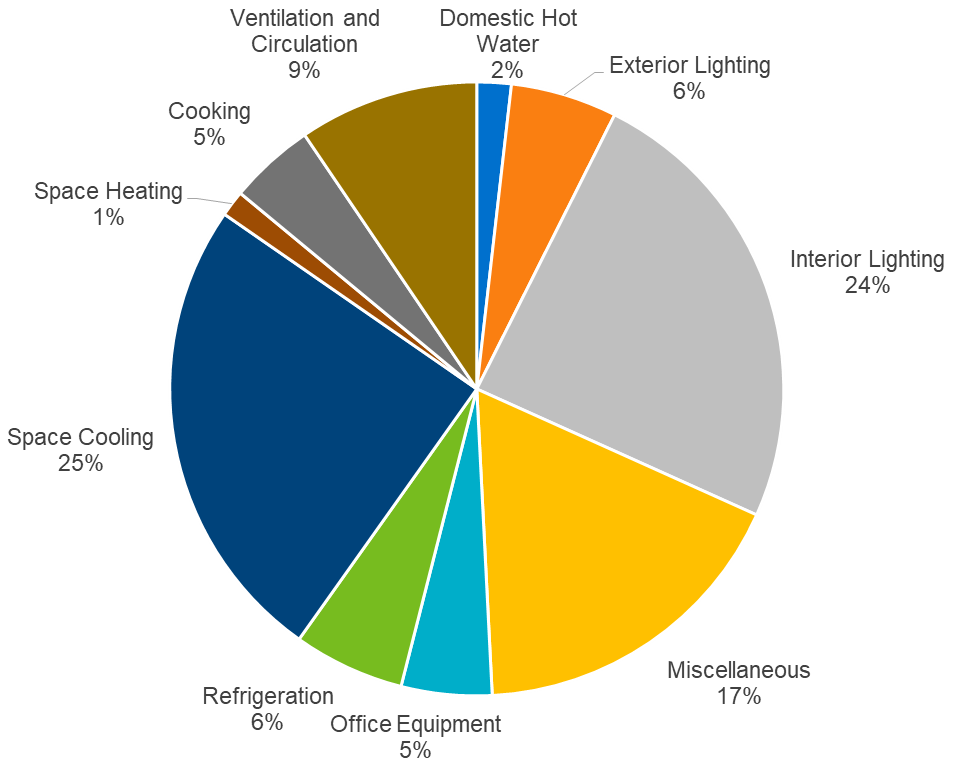 Ventilation and
Circulation
9%
Domestic Hot
Water
2%
Exterior Lighting
6%
Cooking
5%
Space Heating
1%
Interior Lighting
24%
Space Cooling
25%
Miscellaneous
17%
Refrigeration
6%
Office Equipment
5%